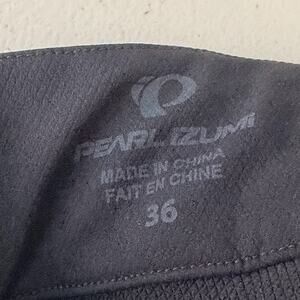 PEARL IZUMI
MADE IN CHINA
FAIT EN CHINE
36